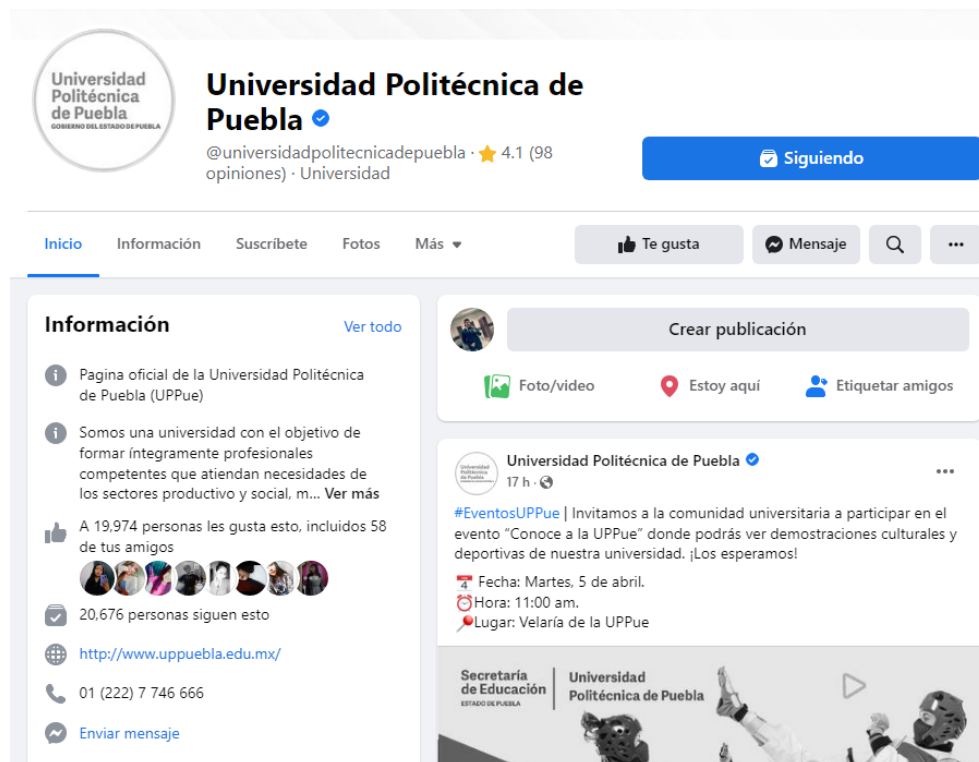 Universidad
Politécnica
de Puebla
GOBIERNO DEL ESTADO DE PUEBLA
Universidad Politécnica de
Puebla
@universidadpolitecnicadepuebla · 4.1 (98
opiniones) · Universidad
Siguiendo
Inicio
Información
Suscríbete
Fotos
Más
Te gusta
Mensaje
Información
Ver todo
Pagina oficial de la Universidad Politécnica
de Puebla (UPPue)
Somos una universidad con el objetivo de
formar íntegramente profesionales
competentes que atiendan necesidades de
los sectores productivo y social, m... Ver más
A 19,974 personas les gusta esto, incluidos 58
de tus amigos
20,676 personas siguen esto
http://www.uppuebla.edu.mx/
01 (222) 7 746 666
Enviar mensaje
Crear publicación
Foto/video
Estoy aquí
Etiquetar amigos
Universidad
Politécnica
de Puebla
Universidad Politécnica de Puebla
17 h ·
#EventosUPPue | Invitamos a la comunidad universitaria a participar en el
evento “Conoce a la UPPue” donde podrás ver demostraciones culturales y
deportivas de nuestra universidad. ¡Los esperamos!
Fecha: Martes, 5 de abril.
Hora: 11:00 am.
Lugar: Velaría de la UPPue
Secretaría
de Educación
ESTADO DE PUEBLA
Universidad
Politécnica de Puebla